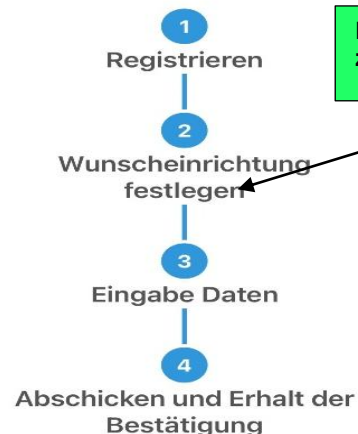 1
Registrieren
2
Wunscheinrichtung
festlegen
3
Eingabe Daten
4
Abschicken und Erhalt der
Bestätigung